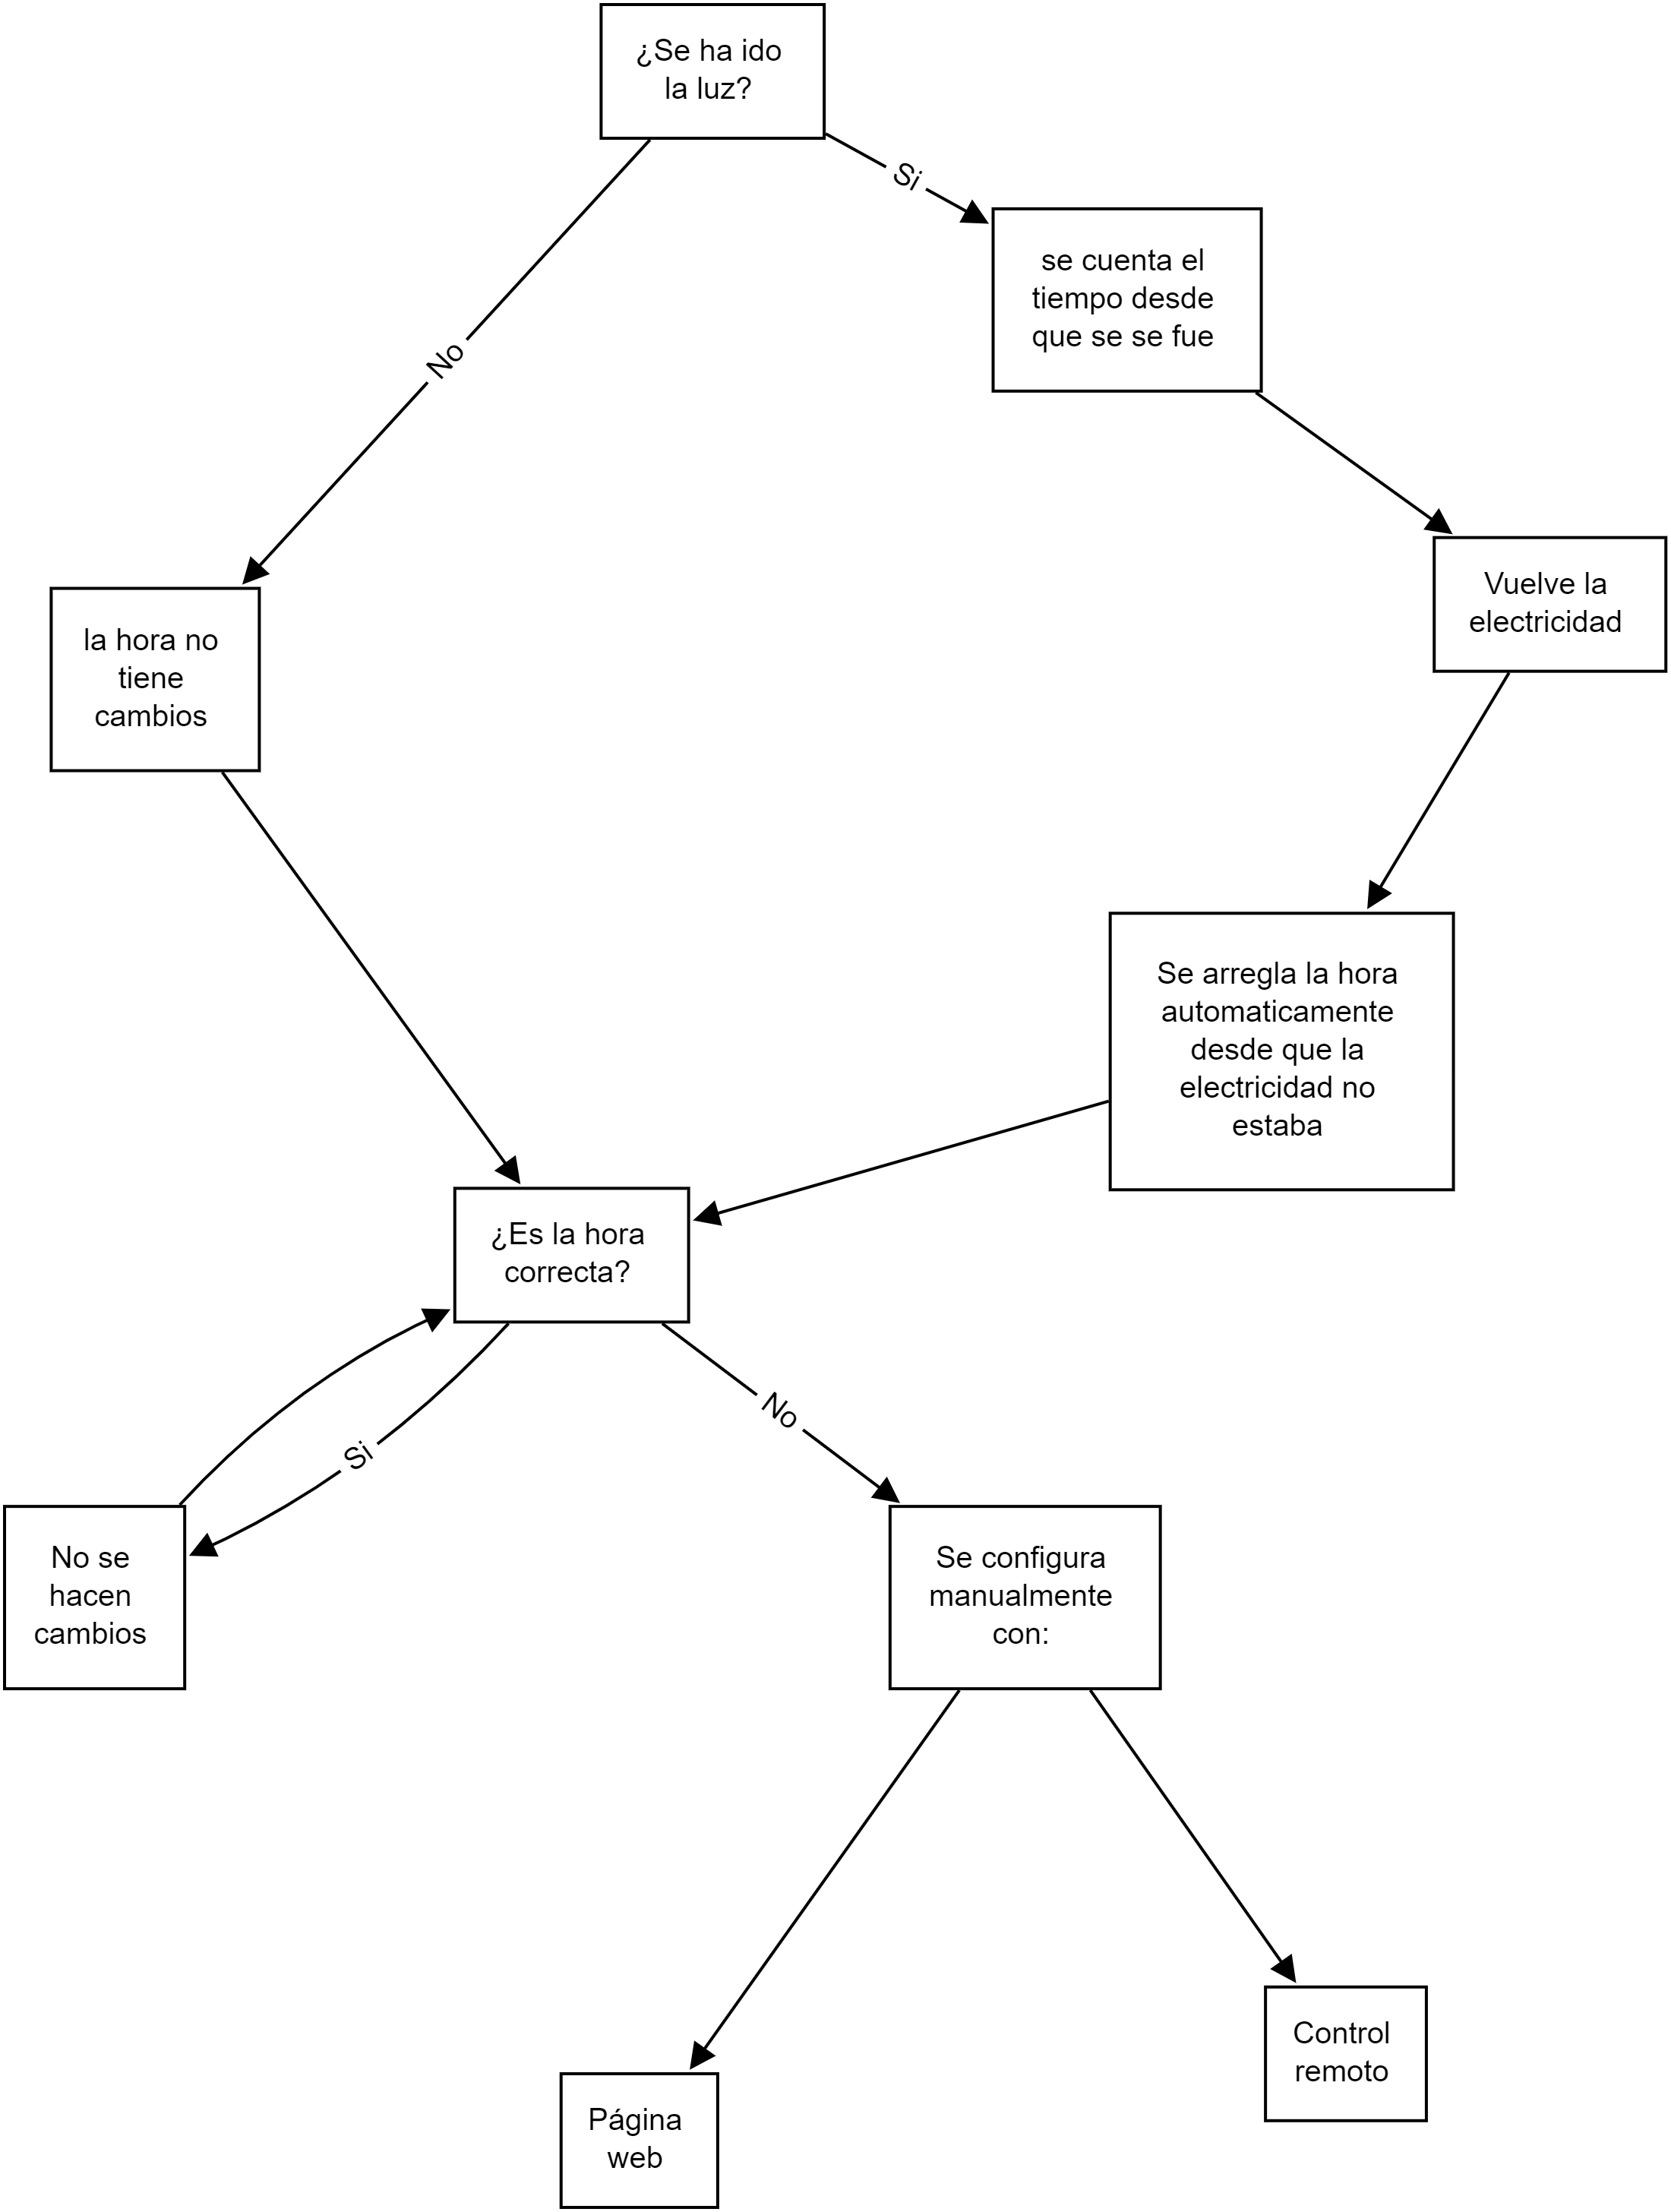 ¿Se ha ido
la luz?
Si
se cuenta el
tiempo desde
que se se fue
No
Vuelve la
electricidad
la hora no
tiene
cambios
Se arregla la hora
automaticamente
desde que la
electricidad no
estaba
¿Es la hora
correcta?
Si
No
No se
hacen
cambios
Se configura
manualmente
con:
Control
remoto
Página
web